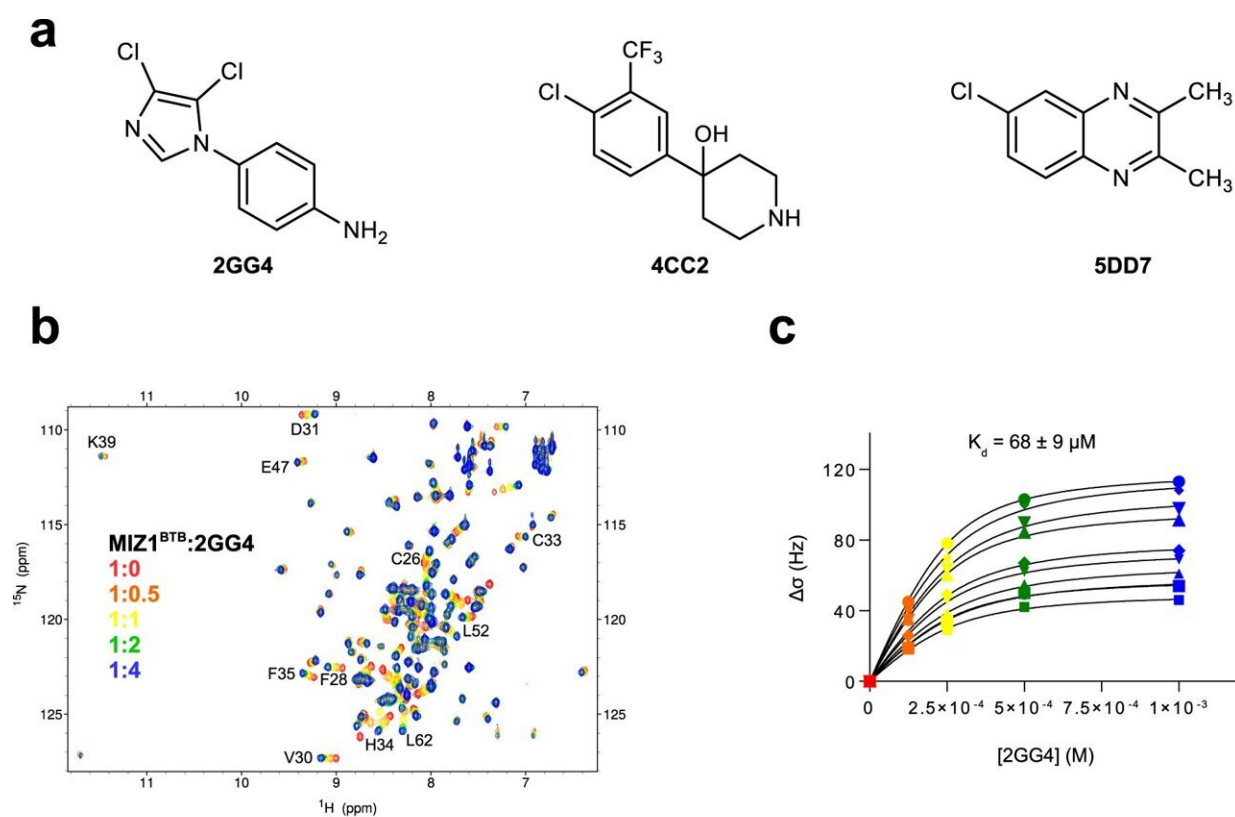 a
Cl
Cl
N
N
NH₂
2GG4
CF₃
Cl
OH
NH
4CC2
Cl
N
N
CH₃
CH₃
5DD7
b
11 10 9 8 7
110
115
120
125
¹⁵N (ppm)
110
115
120
125
11 10 9 8 7
¹H (ppm)
K39
D31
E47
C33
C26
L52
F35
F28
H34
L62
V30
MIZ1ᴮᵀᴮ:2GG4
1:0
1:0.5
1:1
1:2
1:4
c
K_d = 68 ± 9 µM
120
80
40
0
Δσ (Hz)
0 2.5×10⁻⁴ 5×10⁻⁴ 7.5×10⁻⁴ 1×10⁻³
[2GG4] (M)